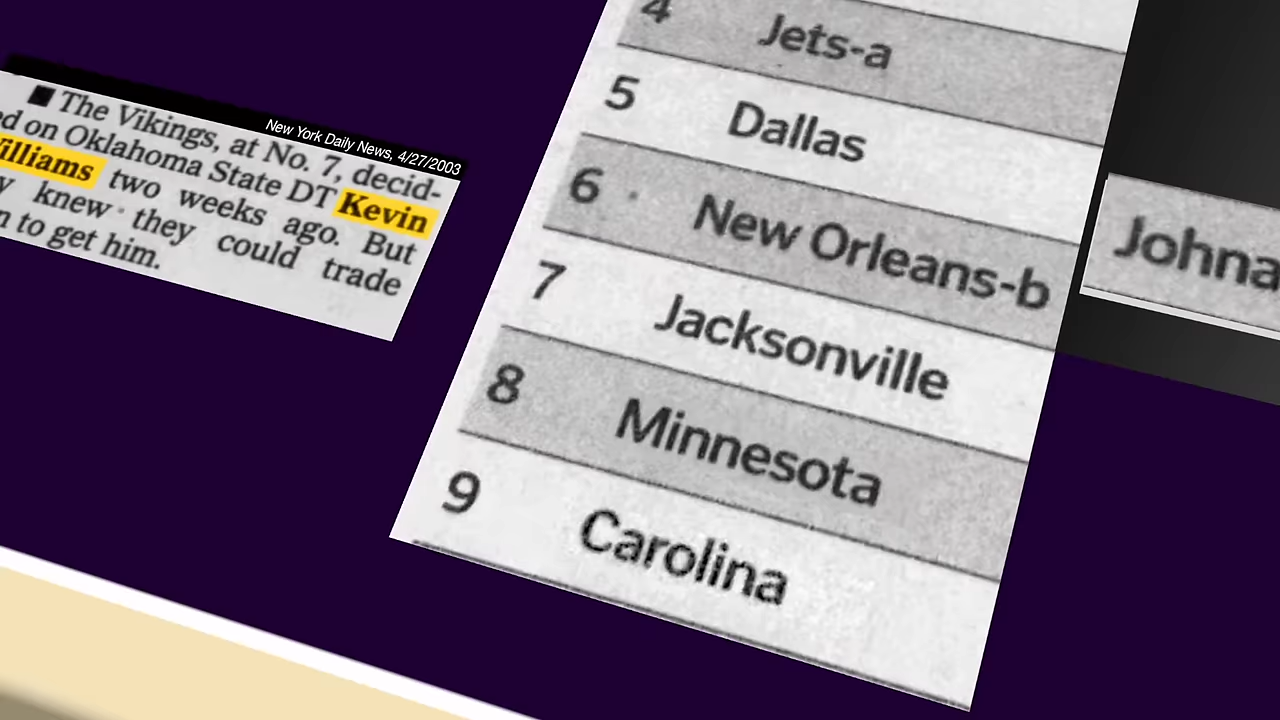 New York Daily News, 4/27/2003
■ The Vikings, at No. 7, decid-
ed on Oklahoma State DT Kevin
Williams two weeks ago. But
knew they could trade
to get him.
4 Jets-a
5 Dallas
6 New Orleans-b
7 Jacksonville
8 Minnesota
9 Carolina
Johna